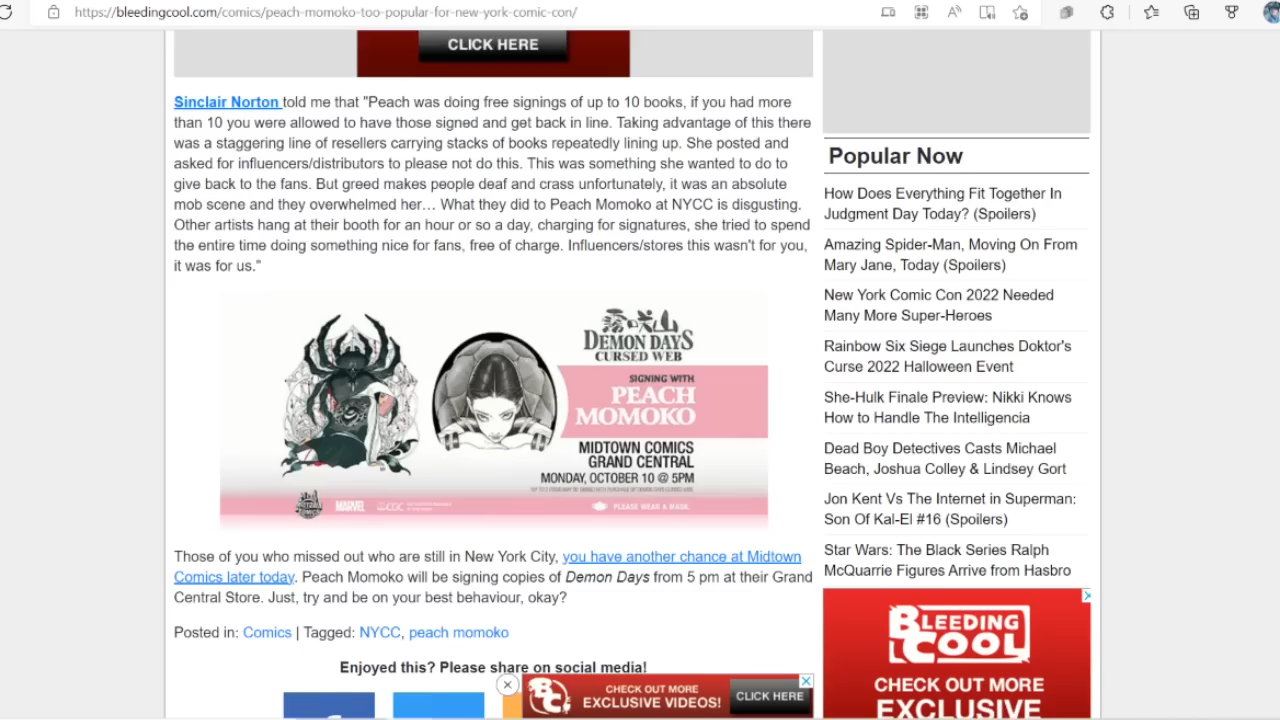 https://bleedingcool.com/comics/peach-momoko-too-popular-for-new-york-comic-con/
CLICK HERE
Sinclair Norton told me that "Peach was doing free signings of up to 10 books, if you had more
than 10 you were allowed to have those signed and get back in line. Taking advantage of this there
was a staggering line of resellers carrying stacks of books repeatedly lining up. She posted and
asked for influencers/distributors to please not do this. This was something she wanted to do to
give back to the fans. But greed makes people deaf and crass unfortunately, it was an absolute
mob scene and they overwhelmed her… What they did to Peach Momoko at NYCC is disgusting.
Other artists hang at their booth for an hour or so a day, charging for signatures, she tried to spend
the entire time doing something nice for fans, free of charge. Influencers/stores this wasn't for you,
it was for us."
DEMON DAYS
CURSED WEB
SIGNING WITH
PEACH
MOMOKO
MIDTOWN COMICS
GRAND CENTRAL
MONDAY, OCTOBER 10 @ 5PM
MARVEL
CGC
PLEASE WEAR A MASK.
Those of you who missed out who are still in New York City, you have another chance at Midtown
Comics later today. Peach Momoko will be signing copies of Demon Days from 5 pm at their Grand
Central Store. Just, try and be on your best behaviour, okay?
Posted in: Comics | Tagged: NYCC, peach momoko
Enjoyed this? Please share on social media!
BC
CHECK OUT MORE
EXCLUSIVE VIDEOS!
CLICK HERE
Popular Now
How Does Everything Fit Together In
Judgment Day Today? (Spoilers)
Amazing Spider-Man, Moving On From
Mary Jane, Today (Spoilers)
New York Comic Con 2022 Needed
Many More Super-Heroes
Rainbow Six Siege Launches Doktor's
Curse 2022 Halloween Event
She-Hulk Finale Preview: Nikki Knows
How to Handle The Intelligencia
Dead Boy Detectives Casts Michael
Beach, Joshua Colley & Lindsey Gort
Jon Kent Vs The Internet in Superman:
Son Of Kal-El #16 (Spoilers)
Star Wars: The Black Series Ralph
McQuarrie Figures Arrive from Hasbro
BLEEDING
COOL
CHECK OUT MORE
EXCLUSIVE